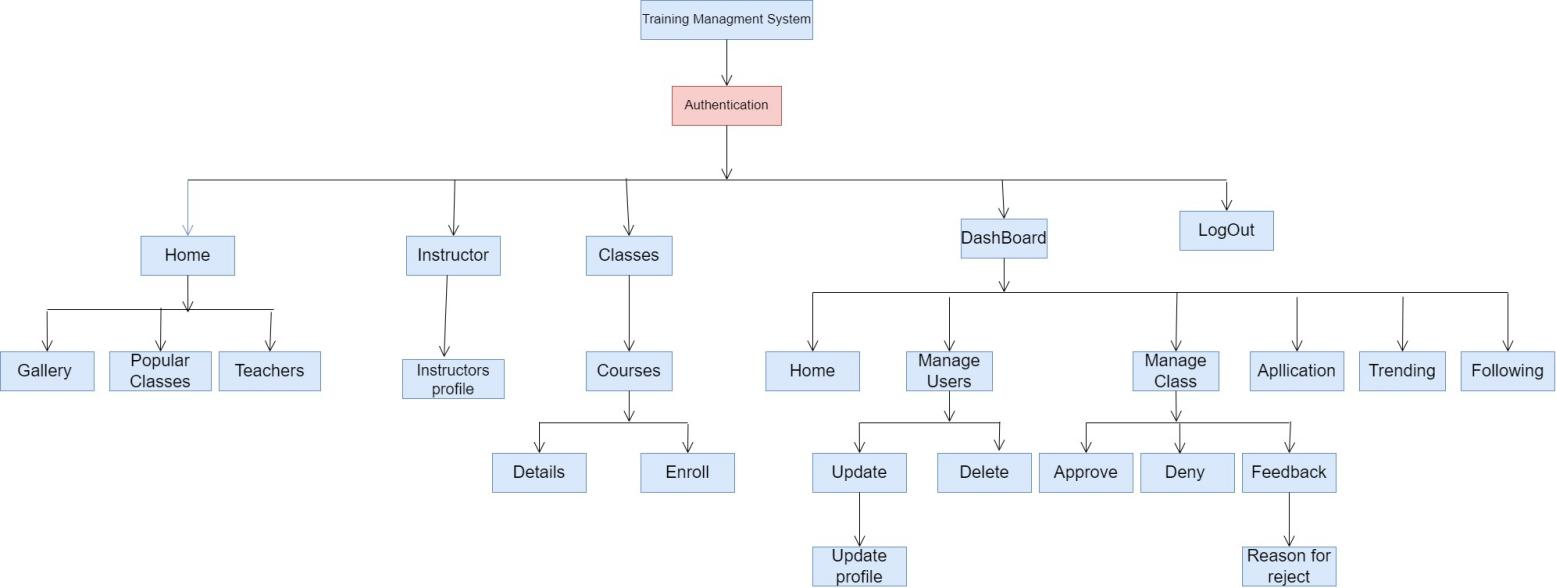 Training Managment System
Authentication
Home
Instructor
Classes
DashBoard
LogOut
Gallery
Popular
Classes
Teachers
Instructors
profile
Courses
Home
Manage
Users
Manage
Class
Apllication
Trending
Following
Details
Enroll
Update
Delete
Approve
Deny
Feedback
Update
profile
Reason for
reject